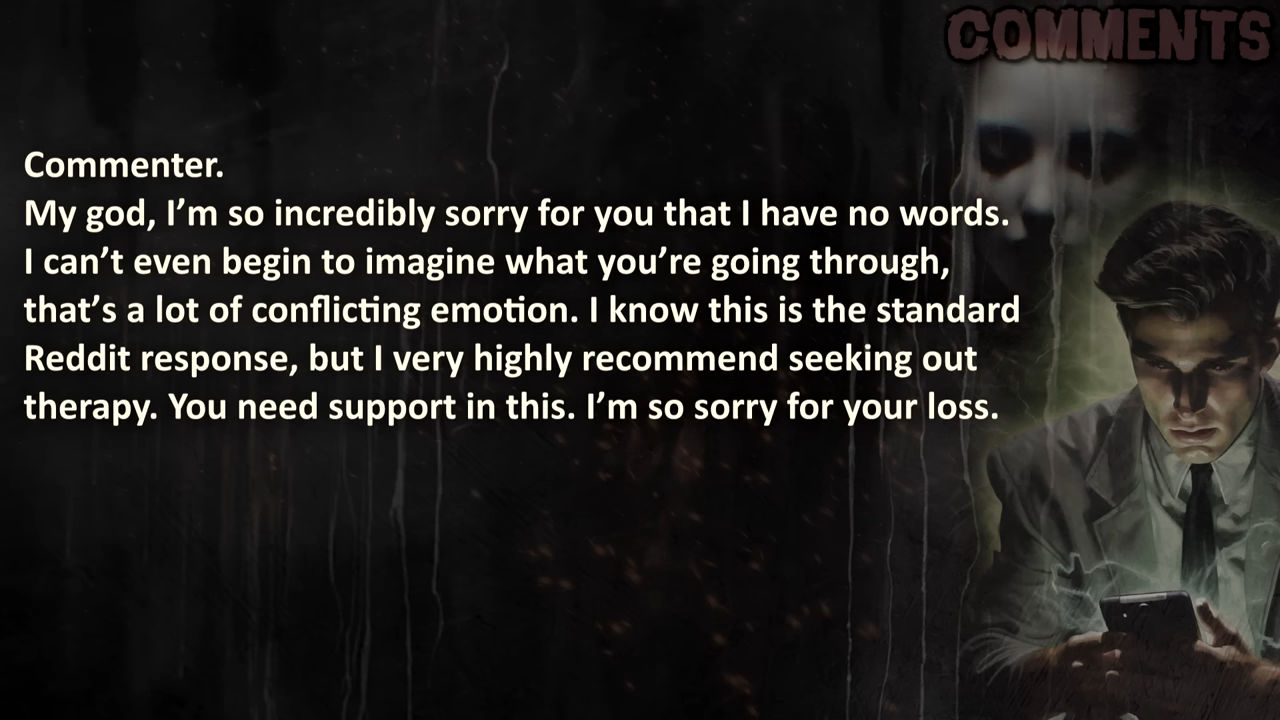 COMMENTS
Commenter.
My god, I’m so incredibly sorry for you that I have no words.
I can’t even begin to imagine what you’re going through,
that’s a lot of conflicting emotion. I know this is the standard
Reddit response, but I very highly recommend seeking out
therapy. You need support in this. I’m so sorry for your loss.